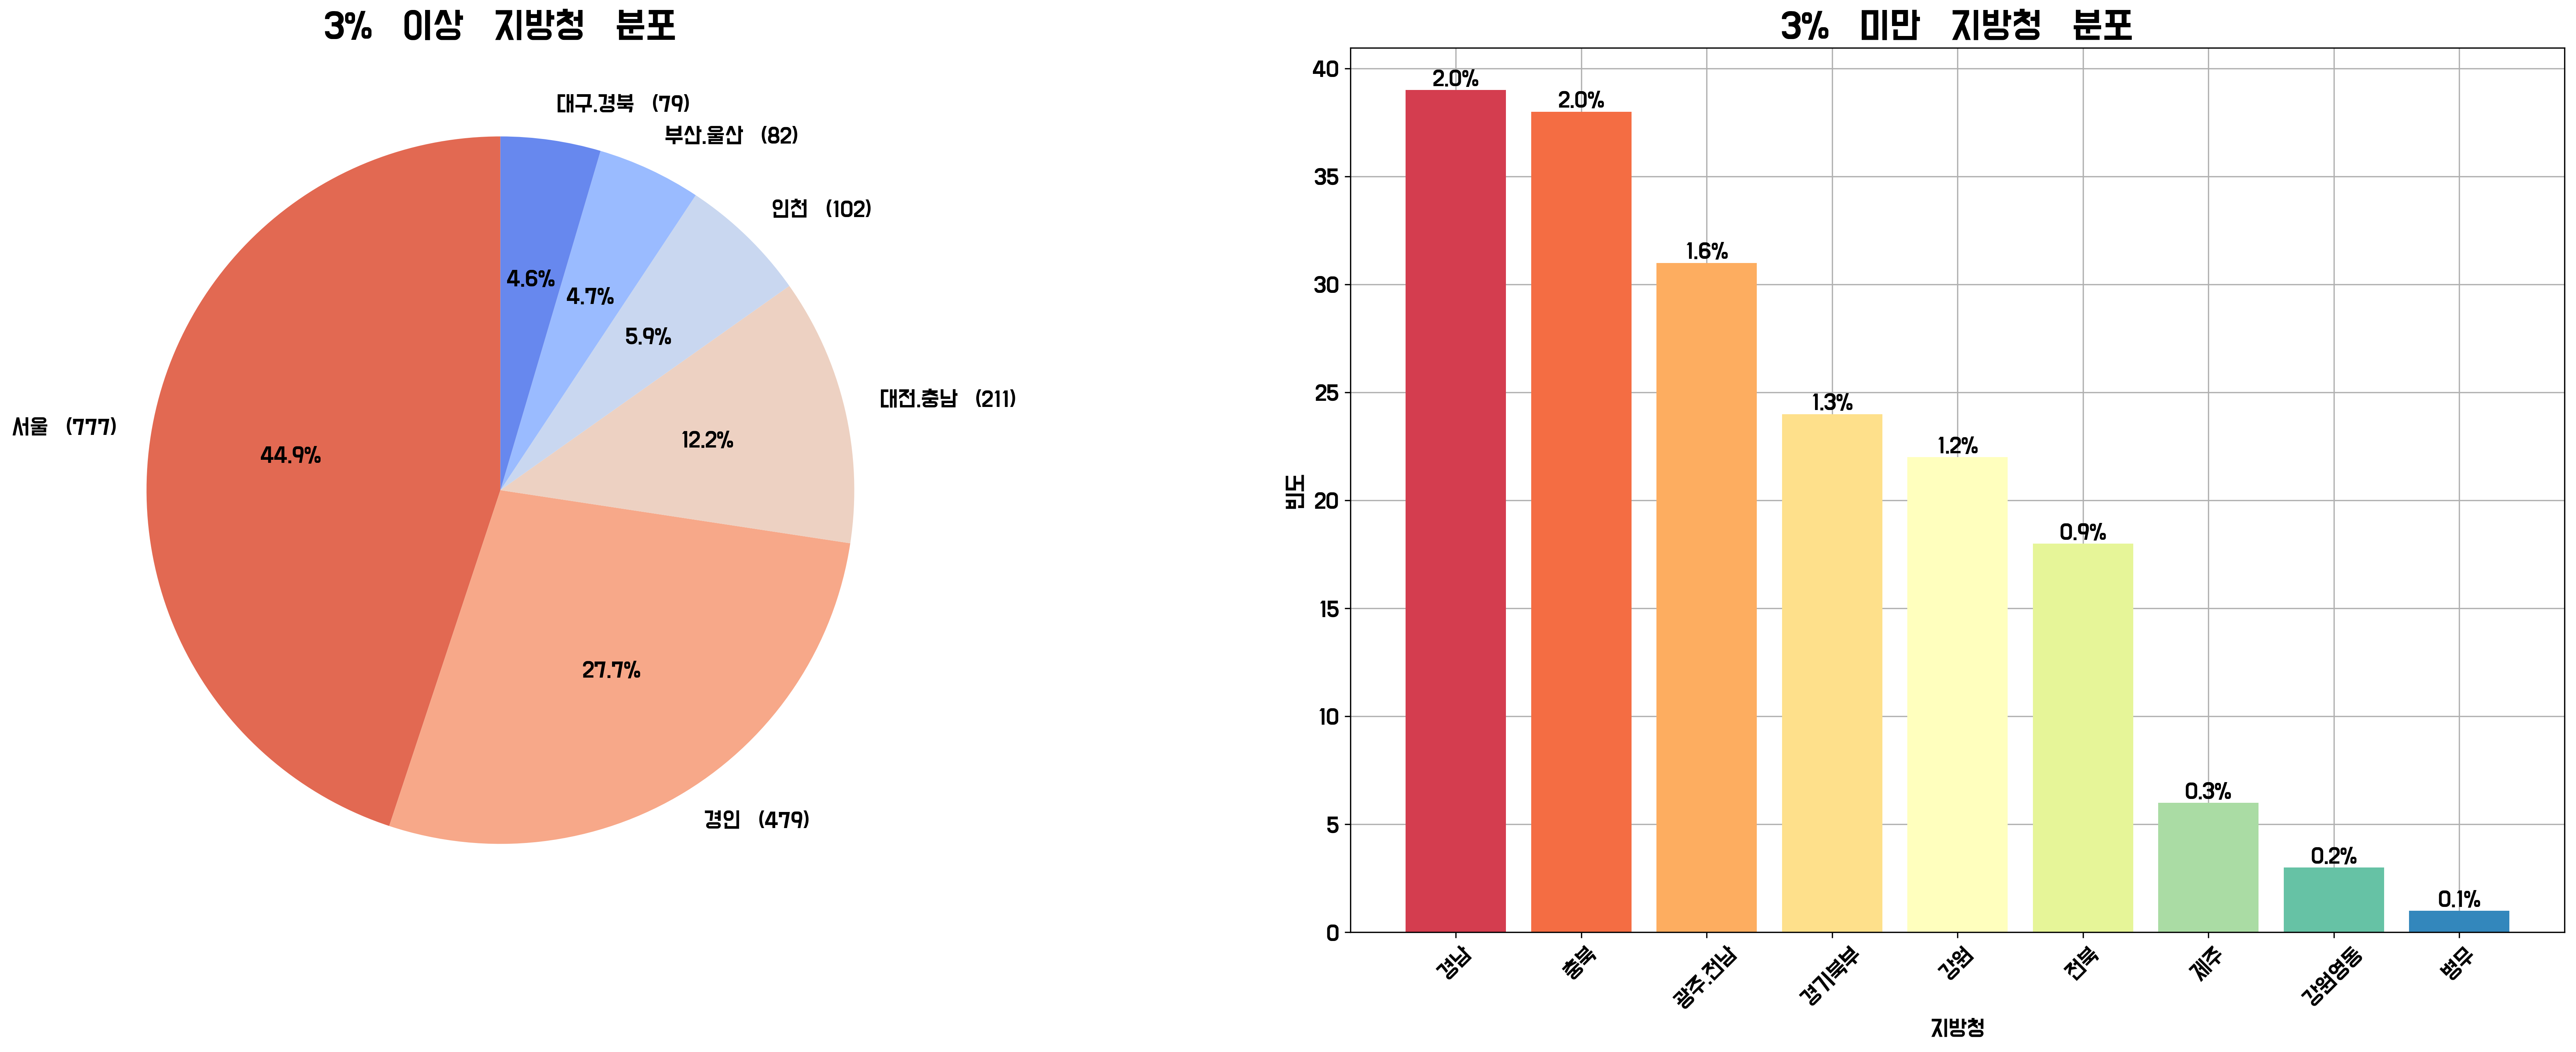 3% 이상 지방청 분포
대구.경북 (79)
부산.울산 (82)
인천 (102)
대전.충남 (211)
서울 (777)
경인 (479)
4.6%
4.7%
5.9%
12.2%
44.9%
27.7%
3% 미만 지방청 분포
빈도
40
35
30
25
20
15
10
5
0
2.0%
2.0%
1.6%
1.3%
1.2%
0.9%
0.3%
0.2%
0.1%
경남
충북
광주.전남
경기북부
강원
전북
제주
강원영동
병무
지방청